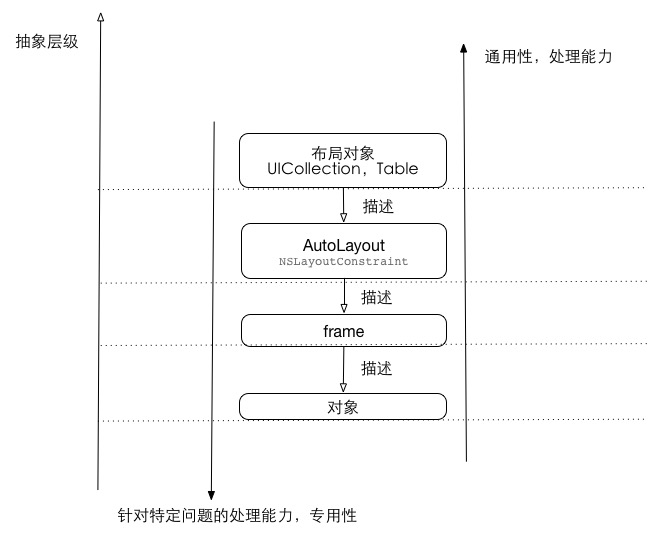 抽象层级
通用性，处理能力
布局对象
UICollection，Table
描述
AutoLayout
NSLayoutConstraint
描述
frame
描述
对象
针对特定问题的处理能力，专用性